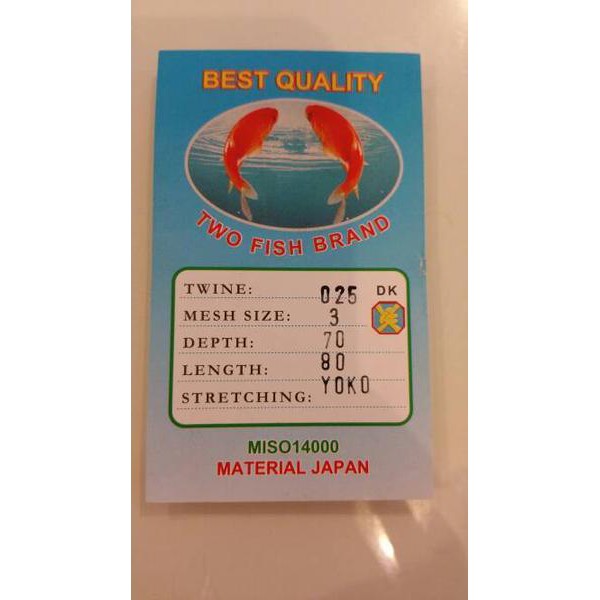 BEST QUALITY
TWO FISH BRAND
TWINE: 025 DK
MESH SIZE: 3
DEPTH: 70
LENGTH: 80
STRETCHING: YOKO
MISO14000
MATERIAL JAPAN